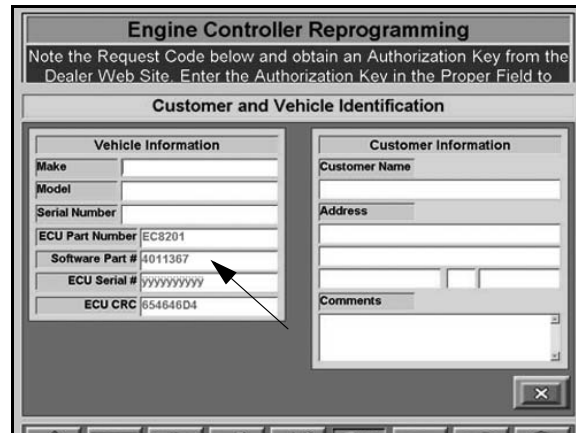 Engine Controller Reprogramming
Note the Request Code below and obtain an Authorization Key from the
Dealer Web Site. Enter the Authorization Key in the Proper Field to
Customer and Vehicle Identification
Vehicle Information
Make
Model
Serial Number
ECU Part Number EC8201
Software Part # 4011367
ECU Serial # yyyyyyyyyy
ECU CRC 654646D4
Customer Information
Customer Name
Address
Comments